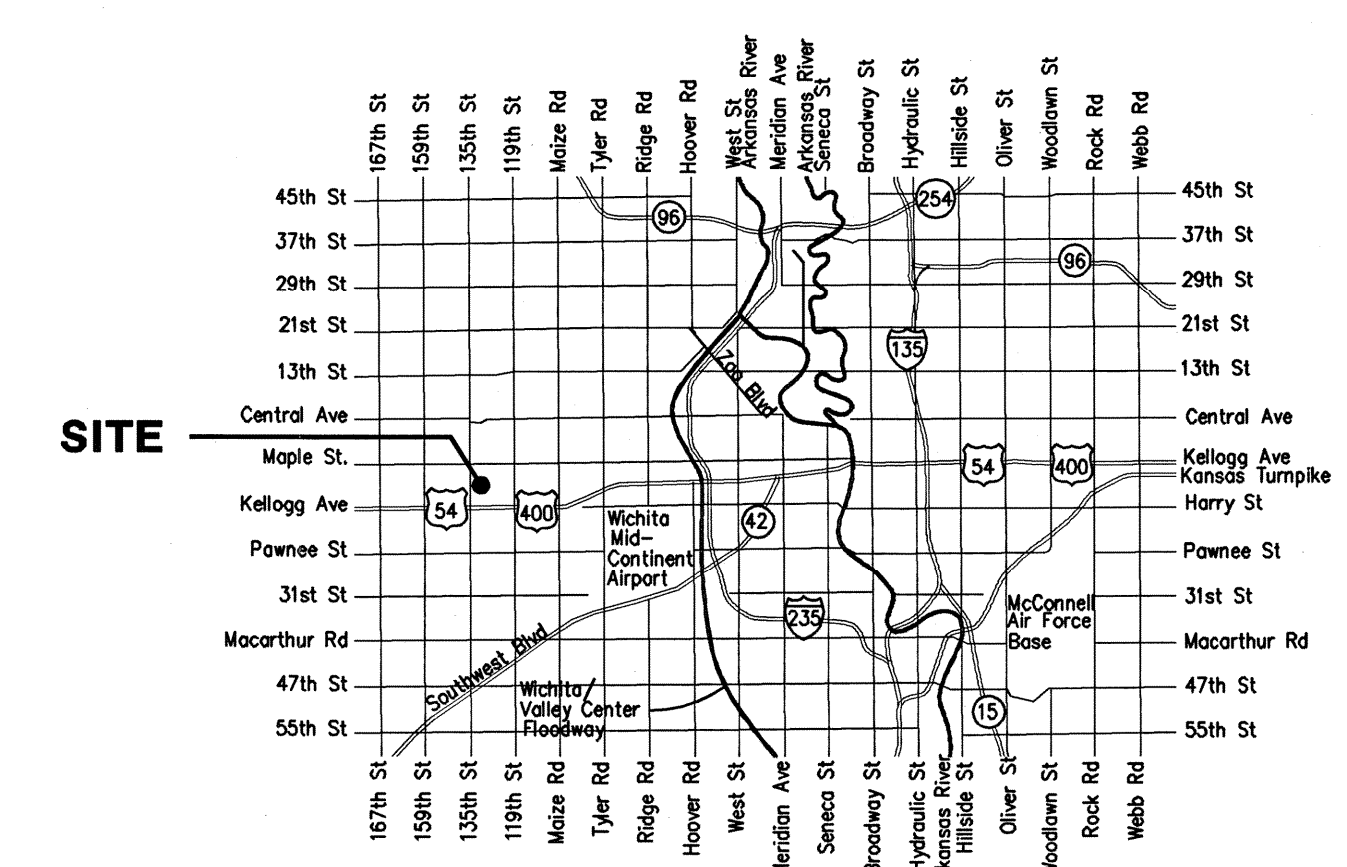 167th St
159th St
135th St
119th St
Maize Rd
Tyler Rd
Ridge Rd
Hoover Rd
West St
Arkansas River
Meridian Ave
Arkansas River
Seneca St
Broadway St
Hydraulic St
Hillside St
Oliver St
Woodlawn St
Rock Rd
Webb Rd
45th St
96
254
45th St
37th St
37th St
96
29th St
29th St
21st St
21st St
135
13th St
Zoo Blvd
13th St
Central Ave
Central Ave
SITE
Maple St.
54
400
Kellogg Ave
Kansas Turnpike
Kellogg Ave
54
400
Harry St
Wichita
Mid-
Continent
Airport
42
Pawnee St
Pawnee St
31st St
31st St
235
McConnell
Air Force
Base
Macarthur Rd
Macarthur Rd
Southwest Blvd
47th St
47th St
Wichita/
Valley Center
Floodway
15
55th St
55th St
167th St
159th St
135th St
119th St
Maize Rd
Tyler Rd
Ridge Rd
Hoover Rd
West St
Meridian Ave
Seneca St
Broadway St
Hydraulic St
kansas River
Hillside St
Oliver St
Woodlawn St
Rock Rd
Webb Rd